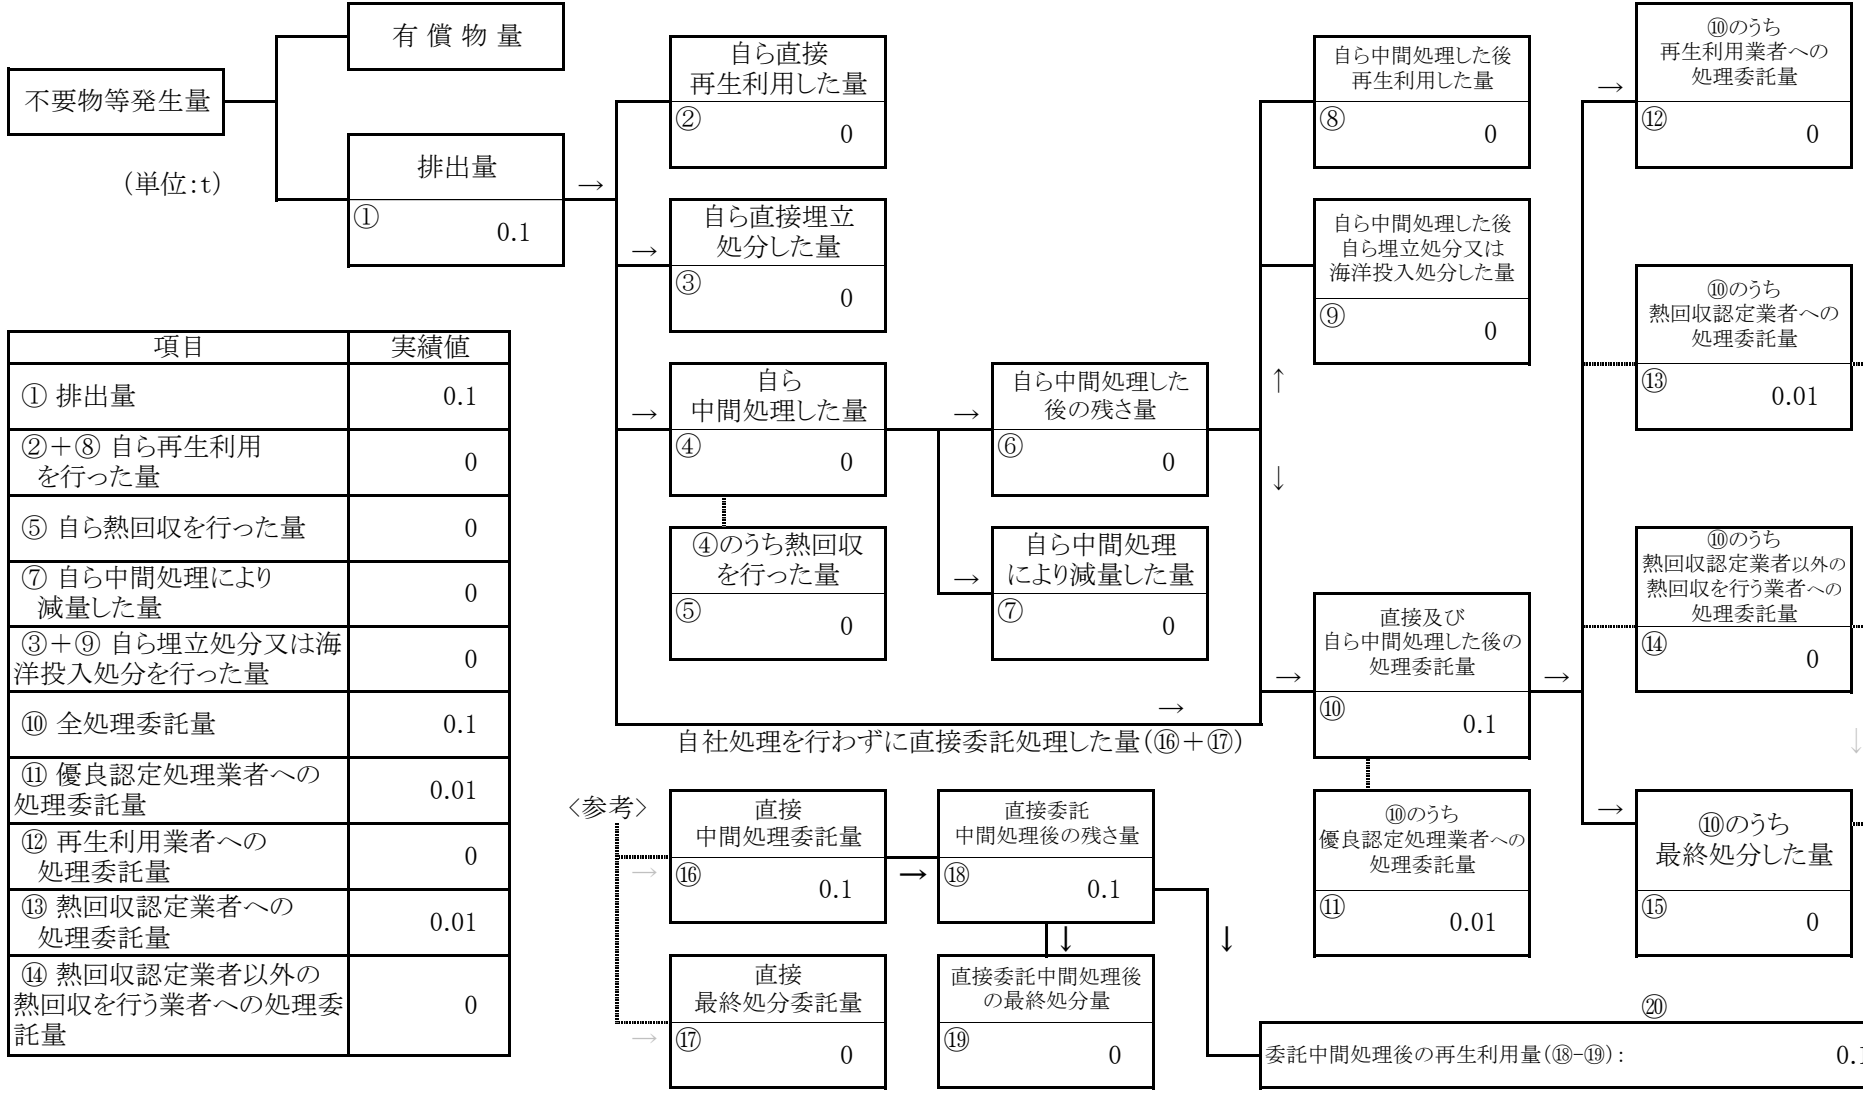 有 償 物 量
不要物等発生量
(単位:t)
排出量
①
0.1
→
自ら直接
再生利用した量
②
0
→
自ら直接埋立
処分した量
③
0
→
自ら
中間処理した量
④
0
④のうち熱回収
を行った量
⑤
0
→
自ら中間処理した
後の残さ量
⑥
0
→
自ら中間処理
により減量した量
⑦
0
↑
↓
自ら中間処理した後
再生利用した量
⑧
0
自ら中間処理した後
自ら埋立処分又は
海洋投入処分した量
⑨
0
→
自社処理を行わずに直接委託処理した量(⑯+⑰)
→
直接及び
自ら中間処理した後の
処理委託量
⑩
0.1
⑩のうち
優良認定処理業者への
処理委託量
⑪
0.01
→
→
⑩のうち
再生利用業者への
処理委託量
⑫
0
⑩のうち
熱回収認定業者への
処理委託量
⑬
0.01
⑩のうち
熱回収認定業者以外の
熱回収を行う業者への
処理委託量
⑭
0
↓
→
⑩のうち
最終処分した量
⑮
0
項目 実績値
① 排出量 0.1
②+⑧ 自ら再生利用
を行った量 0
⑤ 自ら熱回収を行った量 0
⑦ 自ら中間処理により
減量した量 0
③+⑨ 自ら埋立処分又は海
洋投入処分を行った量 0
⑩ 全処理委託量 0.1
⑪ 優良認定処理業者への
処理委託量 0.01
⑫ 再生利用業者への
処理委託量 0
⑬ 熱回収認定業者への
処理委託量 0.01
⑭ 熱回収認定業者以外の
熱回収を行う業者への処理委
託量 0
<参考>
→
直接
中間処理委託量
⑯
0.1
→
直接委託
中間処理後の残さ量
⑱
0.1
↓
↓
→
直接
最終処分委託量
⑰
0
直接委託中間処理後
の最終処分量
⑲
0
⑳
委託中間処理後の再生利用量(⑱-⑲): 0.1